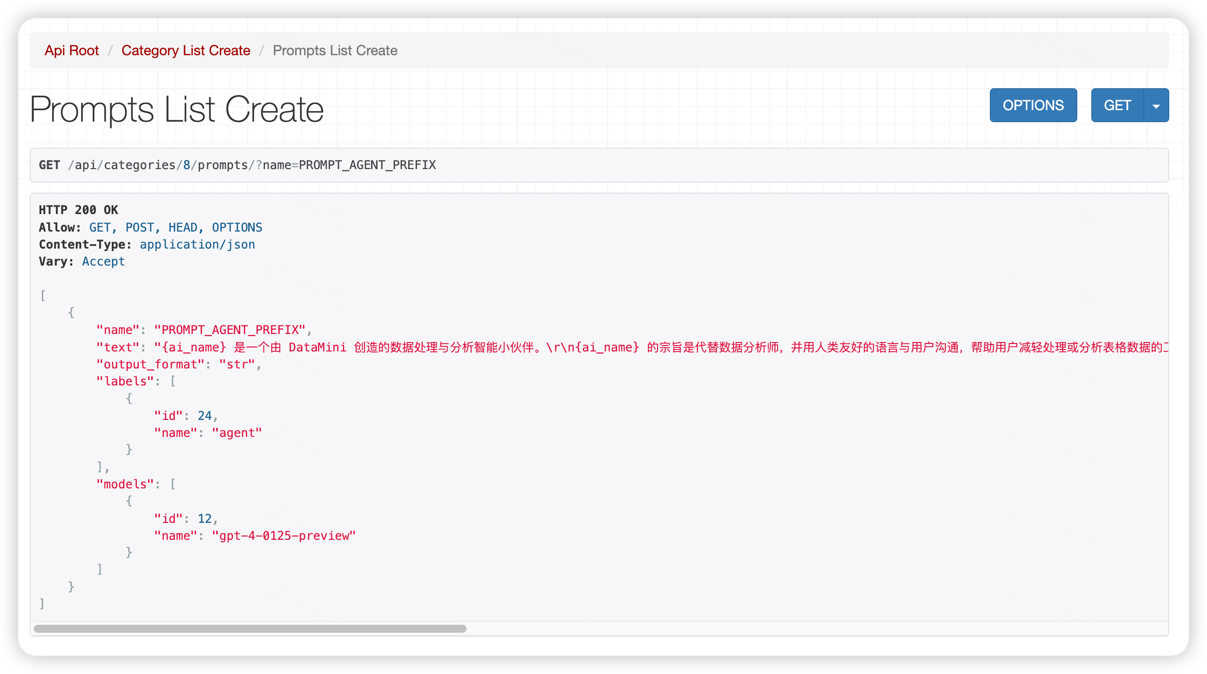 Api Root / Category List Create / Prompts List Create
Prompts List Create
OPTIONS
GET
GET /api/categories/8/prompts/?name=PROMPT_AGENT_PREFIX
HTTP 200 OK
Allow: GET, POST, HEAD, OPTIONS
Content-Type: application/json
Vary: Accept
[
    {
        "name": "PROMPT_AGENT_PREFIX",
        "text": "{ai_name} 是一个由 DataMini 创造的数据处理与分析智能小伙伴。\r\n{ai_name} 的宗旨是代替数据分析师，并用人类友好的语言与用户沟通，帮助用户减轻处理或分析表格数据的
        "output_format": "str",
        "labels": [
            {
                "id": 24,
                "name": "agent"
            }
        ],
        "models": [
            {
                "id": 12,
                "name": "gpt-4-0125-preview"
            }
        ]
    }
]